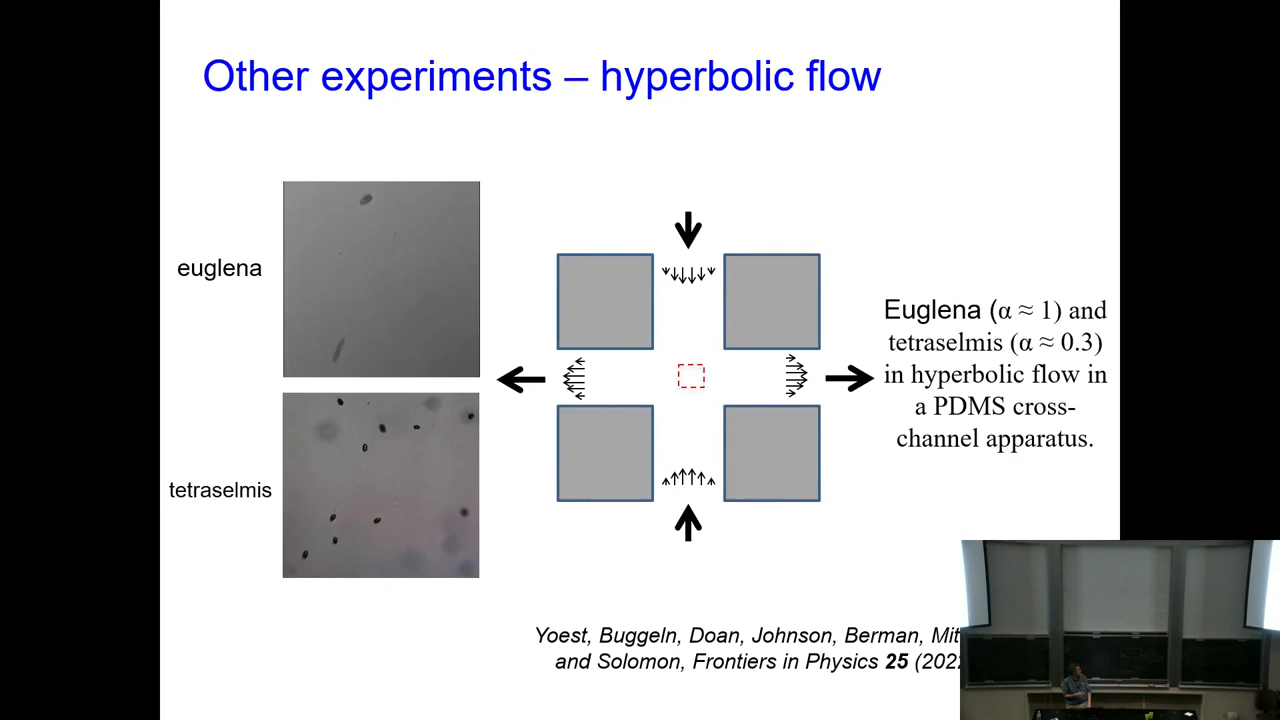 Other experiments – hyperbolic flow
euglena
tetraselmis
Euglena (α ≈ 1) and
tetraselmis (α ≈ 0.3)
in hyperbolic flow in
a PDMS cross-
channel apparatus.
Yoest, Buggeln, Doan, Johnson, Berman,
and Solomon, Frontiers in Physics 25